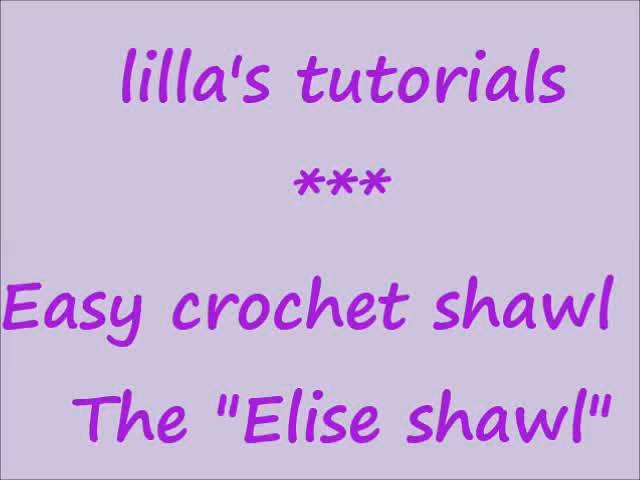 lilla's tutorials
***
Easy crochet shawl
The "Elise shawl"